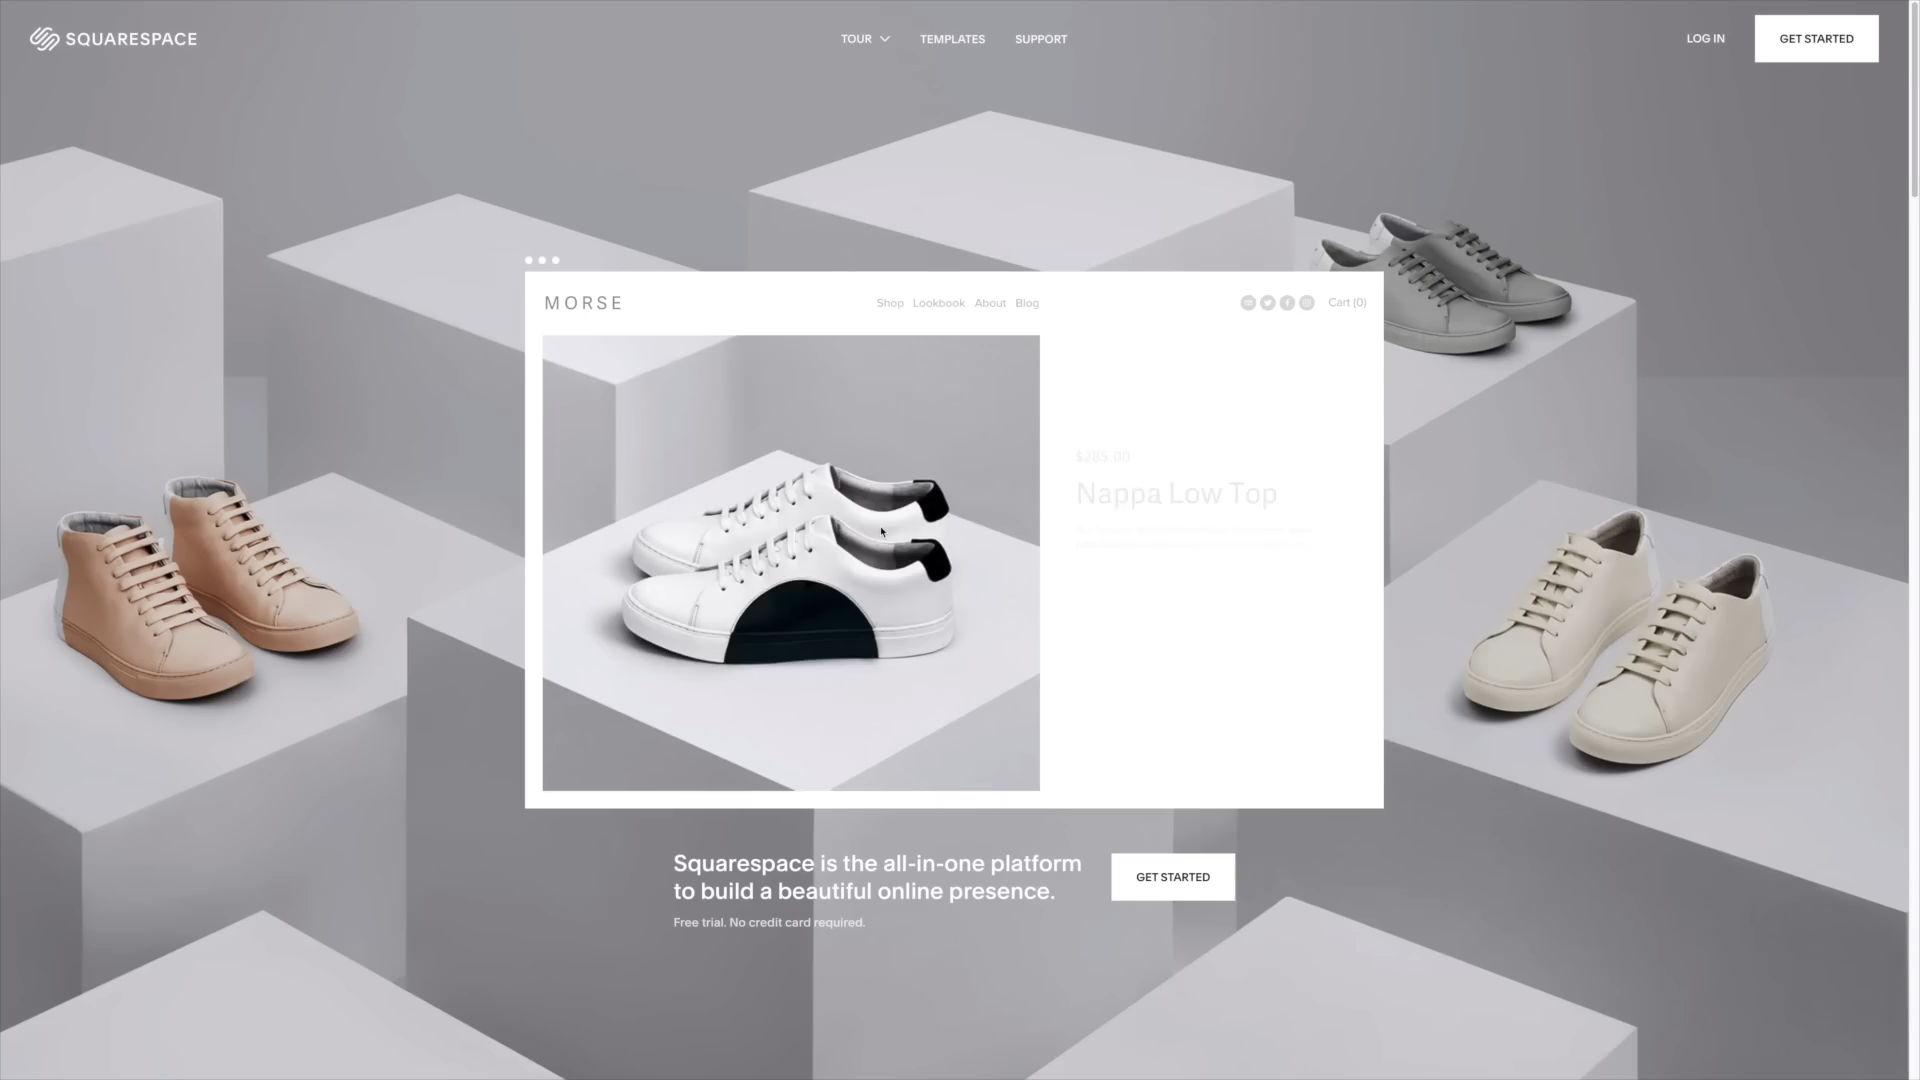 SQUARESPACE
TOUR
TEMPLATES
SUPPORT
LOG IN
GET STARTED
MORSE
Shop
Lookbook
About
Blog
Cart (0)
$285.00
Nappa Low Top
Squarespace is the all-in-one platform
to build a beautiful online presence.
GET STARTED
Free trial. No credit card required.